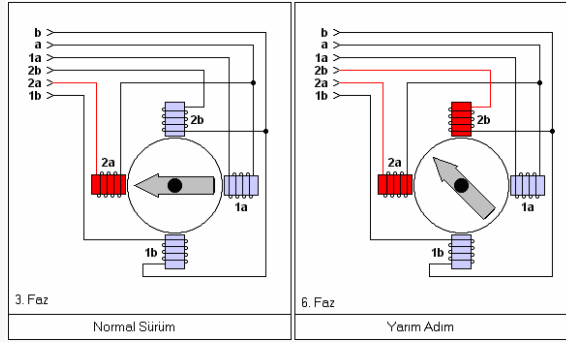 b
a
1a
2b
2a
1b
2b
2a
1a
1b
3. Faz
Normal Sürüm
b
a
1a
2b
2a
1b
2b
2a
1a
1b
6. Faz
Yarım Adım